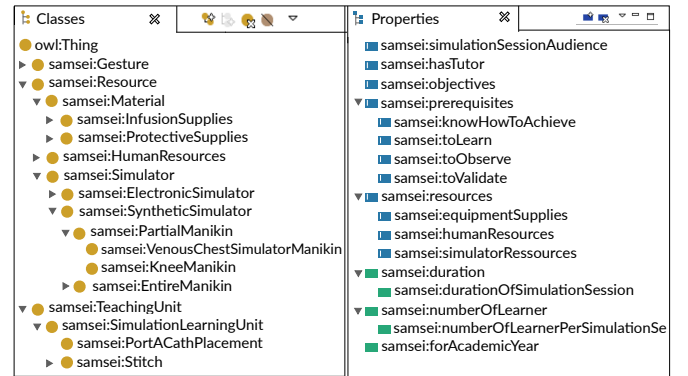 Classes
owl:Thing
samsei:Gesture
samsei:Resource
samsei:Material
samsei:InfusionSupplies
samsei:ProtectiveSupplies
samsei:HumanResources
samsei:Simulator
samsei:ElectronicSimulator
samsei:SyntheticSimulator
samsei:PartialManikin
samsei:VenousChestSimulatorManikin
samsei:KneeManikin
samsei:EntireManikin
samsei:TeachingUnit
samsei:SimulationLearningUnit
samsei:PortACathPlacement
samsei:Stitch
Properties
samsei:simulationSessionAudience
samsei:hasTutor
samsei:objectives
samsei:prerequisites
samsei:knowHowToAchieve
samsei:toLearn
samsei:toObserve
samsei:toValidate
samsei:resources
samsei:equipmentSupplies
samsei:humanResources
samsei:simulatorRessources
samsei:duration
samsei:durationOfSimulationSession
samsei:numberOfLearner
samsei:numberOfLearnerPerSimulationSe
samsei:forAcademicYear